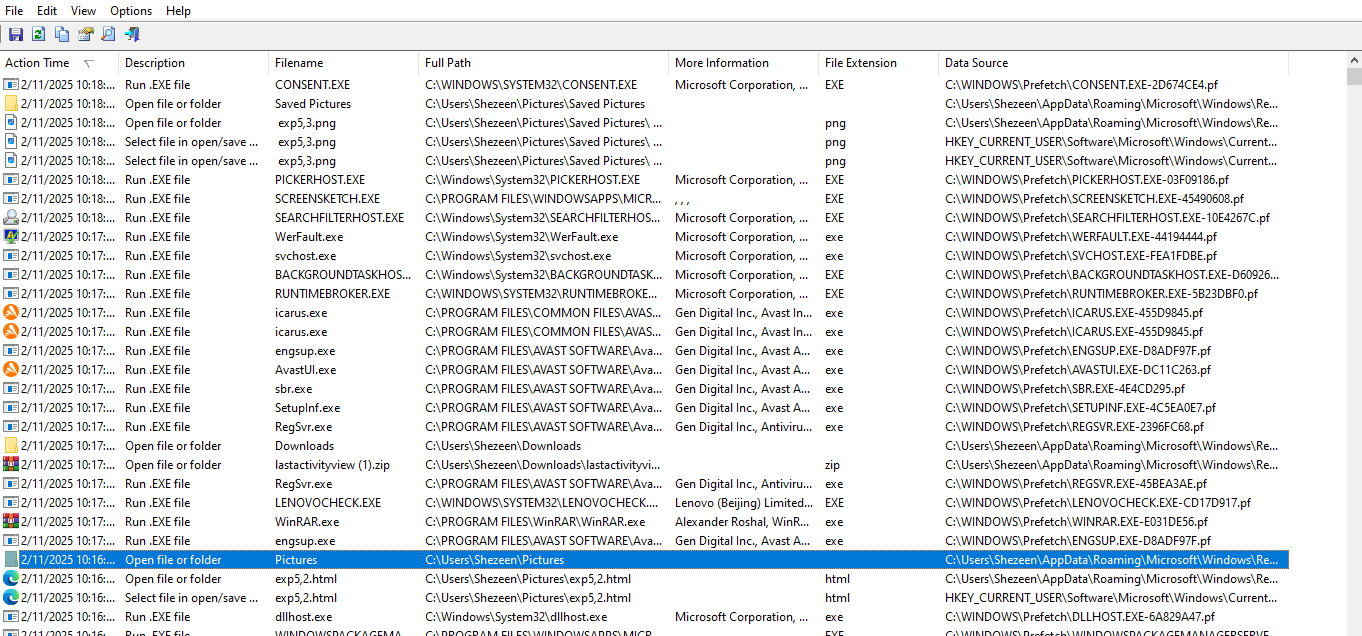 File Edit View Options Help
Action Time Description Filename Full Path More Information File Extension Data Source
2/11/2025 10:18:... Run .EXE file CONSENT.EXE C:\WINDOWS\SYSTEM32\CONSENT.EXE Microsoft Corporation, ... EXE C:\WINDOWS\Prefetch\CONSENT.EXE-2D674CE4.pf
2/11/2025 10:18:... Open file or folder Saved Pictures C:\Users\Shezeen\Pictures\Saved Pictures C:\Users\Shezeen\AppData\Roaming\Microsoft\Windows\Re...
2/11/2025 10:18:... Open file or folder exp5,3.png C:\Users\Shezeen\Pictures\Saved Pictures\ ... png C:\Users\Shezeen\AppData\Roaming\Microsoft\Windows\Re...
2/11/2025 10:18:... Select file in open/save ... exp5,3.png C:\Users\Shezeen\Pictures\Saved Pictures\ ... png HKEY_CURRENT_USER\Software\Microsoft\Windows\Current...
2/11/2025 10:18:... Select file in open/save ... exp5,3.png C:\Users\Shezeen\Pictures\Saved Pictures\ ... png HKEY_CURRENT_USER\Software\Microsoft\Windows\Current...
2/11/2025 10:18:... Run .EXE file PICKERHOST.EXE C:\Windows\System32\PICKERHOST.EXE Microsoft Corporation, ... EXE C:\WINDOWS\Prefetch\PICKERHOST.EXE-03F09186.pf
2/11/2025 10:18:... Run .EXE file SCREENSKETCH.EXE C:\PROGRAM FILES\WINDOWSAPPS\MICR... , , , EXE C:\WINDOWS\Prefetch\SCREENSKETCH.EXE-45490608.pf
2/11/2025 10:18:... Run .EXE file SEARCHFILTERHOST.EXE C:\Windows\System32\SEARCHFILTERHOS... Microsoft Corporation, ... EXE C:\WINDOWS\Prefetch\SEARCHFILTERHOST.EXE-10E4267C.pf
2/11/2025 10:17:... Run .EXE file WerFault.exe C:\Windows\System32\WerFault.exe Microsoft Corporation, ... exe C:\WINDOWS\Prefetch\WERFAULT.EXE-44194444.pf
2/11/2025 10:17:... Run .EXE file svchost.exe C:\Windows\System32\svchost.exe Microsoft Corporation, ... exe C:\WINDOWS\Prefetch\SVCHOST.EXE-FEA1FDBE.pf
2/11/2025 10:17:... Run .EXE file BACKGROUNDTASKHOS... C:\Windows\System32\BACKGROUNDTASK... Microsoft Corporation, ... EXE C:\WINDOWS\Prefetch\BACKGROUNDTASKHOST.EXE-D60926...
2/11/2025 10:17:... Run .EXE file RUNTIMEBROKER.EXE C:\WINDOWS\SYSTEM32\RUNTIMEBROKE... Microsoft Corporation, ... EXE C:\WINDOWS\Prefetch\RUNTIMEBROKER.EXE-5B23DBF0.pf
2/11/2025 10:17:... Run .EXE file icarus.exe C:\PROGRAM FILES\COMMON FILES\AVAS... Gen Digital Inc., Avast In... exe C:\WINDOWS\Prefetch\ICARUS.EXE-455D9845.pf
2/11/2025 10:17:... Run .EXE file icarus.exe C:\PROGRAM FILES\COMMON FILES\AVAS... Gen Digital Inc., Avast In... exe C:\WINDOWS\Prefetch\ICARUS.EXE-455D9845.pf
2/11/2025 10:17:... Run .EXE file engsup.exe C:\PROGRAM FILES\AVAST SOFTWARE\Ava... Gen Digital Inc., Avast A... exe C:\WINDOWS\Prefetch\ENGSUP.EXE-D8ADF97F.pf
2/11/2025 10:17:... Run .EXE file AvastUI.exe C:\PROGRAM FILES\AVAST SOFTWARE\Ava... Gen Digital Inc., Avast A... exe C:\WINDOWS\Prefetch\AVASTUI.EXE-DC11C263.pf
2/11/2025 10:17:... Run .EXE file sbr.exe C:\PROGRAM FILES\AVAST SOFTWARE\Ava... Gen Digital Inc., Avast A... exe C:\WINDOWS\Prefetch\SBR.EXE-4E4CD295.pf
2/11/2025 10:17:... Run .EXE file SetupInf.exe C:\PROGRAM FILES\AVAST SOFTWARE\Ava... Gen Digital Inc., Avast A... exe C:\WINDOWS\Prefetch\SETUPINF.EXE-4C5EA0E7.pf
2/11/2025 10:17:... Run .EXE file RegSvr.exe C:\PROGRAM FILES\AVAST SOFTWARE\Ava... Gen Digital Inc., Antiviru... exe C:\WINDOWS\Prefetch\REGSVR.EXE-2396FC68.pf
2/11/2025 10:17:... Open file or folder Downloads C:\Users\Shezeen\Downloads C:\Users\Shezeen\AppData\Roaming\Microsoft\Windows\Re...
2/11/2025 10:17:... Open file or folder lastactivityview (1).zip C:\Users\Shezeen\Downloads\lastactivityvi... zip C:\Users\Shezeen\AppData\Roaming\Microsoft\Windows\Re...
2/11/2025 10:17:... Run .EXE file RegSvr.exe C:\PROGRAM FILES\AVAST SOFTWARE\Ava... Gen Digital Inc., Antiviru... exe C:\WINDOWS\Prefetch\REGSVR.EXE-45BEA3AE.pf
2/11/2025 10:17:... Run .EXE file LENOVOCHECK.EXE C:\WINDOWS\SYSTEM32\LENOVOCHECK.... Lenovo (Beijing) Limited... EXE C:\WINDOWS\Prefetch\LENOVOCHECK.EXE-CD17D917.pf
2/11/2025 10:17:... Run .EXE file WinRAR.exe C:\PROGRAM FILES\WinRAR\WinRAR.exe Alexander Roshal, WinR... exe C:\WINDOWS\Prefetch\WINRAR.EXE-E031DE56.pf
2/11/2025 10:17:... Run .EXE file engsup.exe C:\PROGRAM FILES\AVAST SOFTWARE\Ava... Gen Digital Inc., Avast A... exe C:\WINDOWS\Prefetch\ENGSUP.EXE-D8ADF97F.pf
2/11/2025 10:16:... Open file or folder Pictures C:\Users\Shezeen\Pictures C:\Users\Shezeen\AppData\Roaming\Microsoft\Windows\Re...
2/11/2025 10:16:... Open file or folder exp5,2.html C:\Users\Shezeen\Pictures\exp5,2.html html C:\Users\Shezeen\AppData\Roaming\Microsoft\Windows\Re...
2/11/2025 10:16:... Select file in open/save ... exp5,2.html C:\Users\Shezeen\Pictures\exp5,2.html html HKEY_CURRENT_USER\Software\Microsoft\Windows\Current...
2/11/2025 10:16:... Run .EXE file dllhost.exe C:\Windows\System32\dllhost.exe Microsoft Corporation, ... exe C:\WINDOWS\Prefetch\DLLHOST.EXE-6A829A47.pf
2/11/2025 10:16:... Run .EXE file